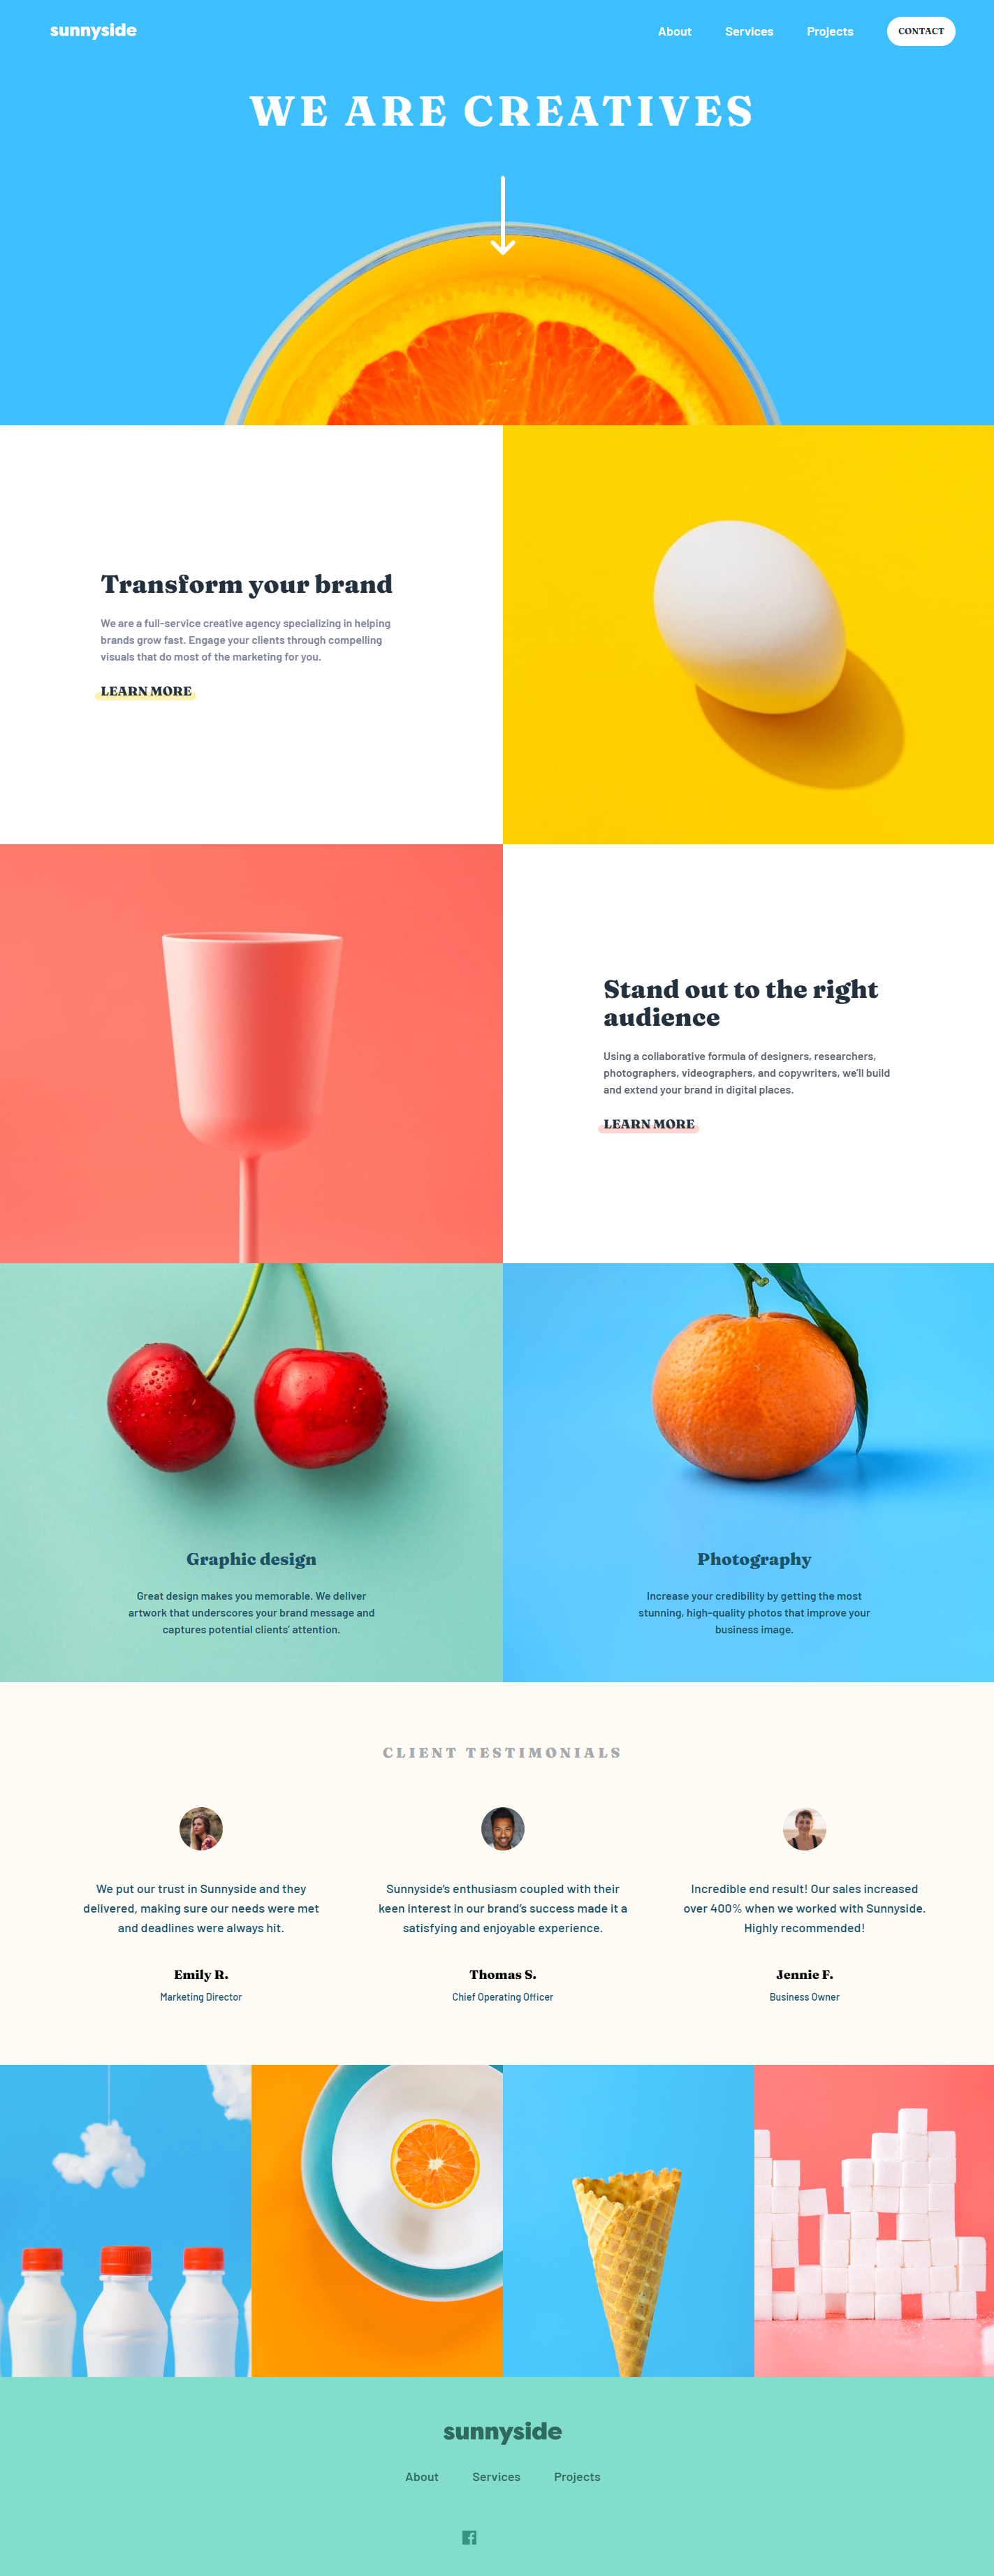 sunnyside
About Services Projects CONTACT
WE ARE CREATIVES
Transform your brand
We are a full-service creative agency specializing in helping
brands grow fast. Engage your clients through compelling
visuals that do most of the marketing for you.
LEARN MORE
Stand out to the right
audience
Using a collaborative formula of designers, researchers,
photographers, videographers, and copywriters, we'll build
and extend your brand in digital places.
LEARN MORE
Graphic design
Great design makes you memorable. We deliver
artwork that underscores your brand message and
captures potential clients' attention.
Photography
Increase your credibility by getting the most
stunning, high-quality photos that improve your
business image.
CLIENT TESTIMONIALS
We put our trust in Sunnyside and they
delivered, making sure our needs were met
and deadlines were always hit.
Emily R.
Marketing Director
Sunnyside's enthusiasm coupled with their
keen interest in our brand's success made it a
satisfying and enjoyable experience.
Thomas S.
Chief Operating Officer
Incredible end result! Our sales increased
over 400% when we worked with Sunnyside.
Highly recommended!
Jennie F.
Business Owner
sunnyside
About Services Projects